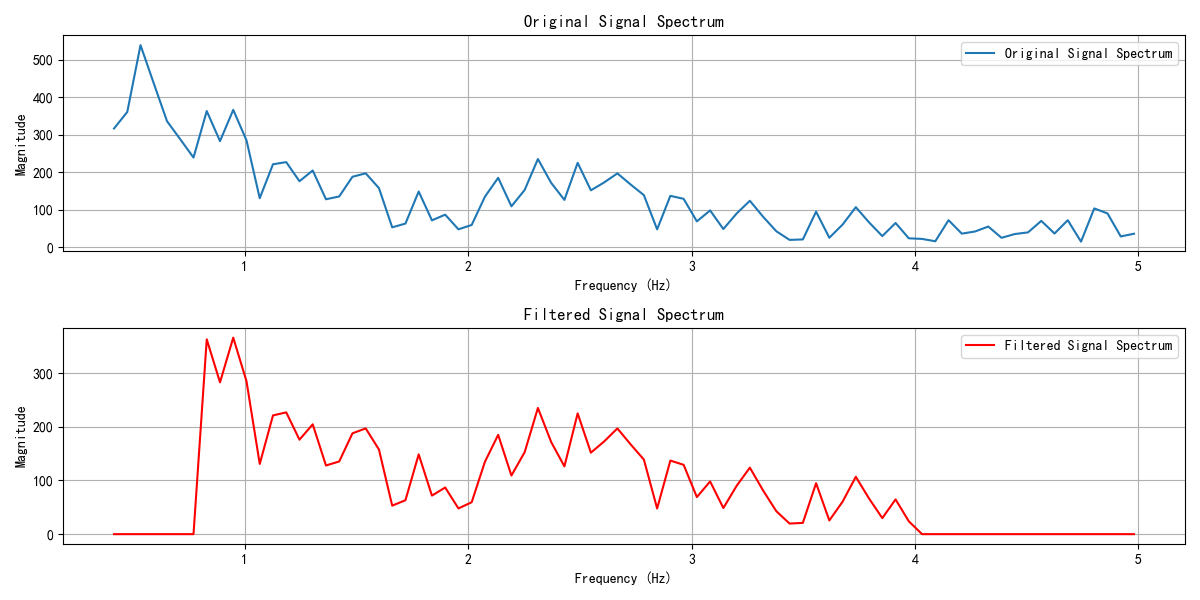 Original Signal Spectrum
Original Signal Spectrum
Magnitude
500
400
300
200
100
0
1 2 3 4 5
Frequency (Hz)
Filtered Signal Spectrum
Filtered Signal Spectrum
Magnitude
300
200
100
0
1 2 3 4 5
Frequency (Hz)